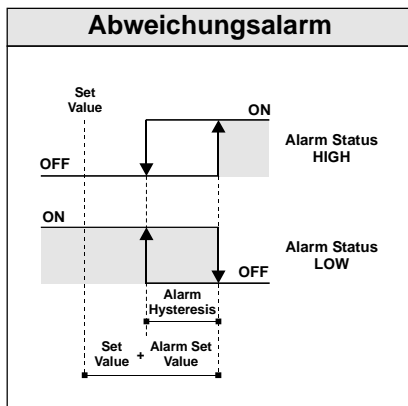 Abweichungsalarm
Set
Value
ON
OFF
Alarm Status
HIGH
ON
OFF
Alarm Status
LOW
Alarm
Hysteresis
Set
Value
+
Alarm Set
Value